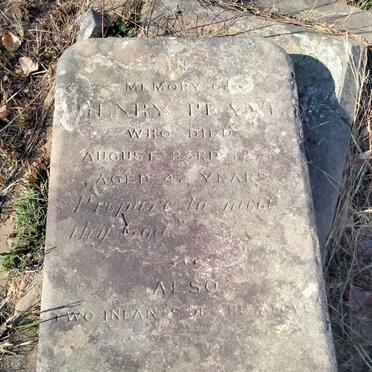 IN
MEMORY OF
HENRY
WHO DIED
AUGUST 23RD
AGED YEARS
Prepare to meet
thy God
ALSO
TWO INFANTS OF THE ABOVE